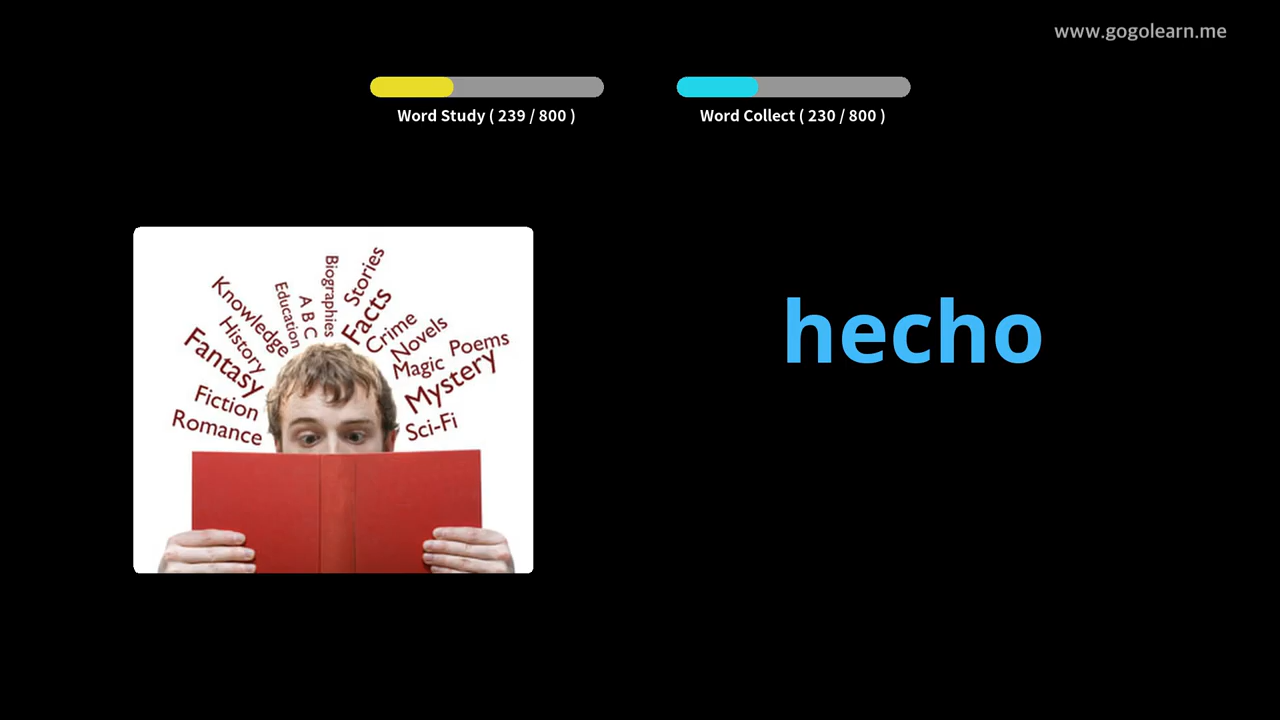 www.gogolearn.me
Word Study ( 239 / 800 )
Word Collect ( 230 / 800 )
Stories
Biographies
Facts
Education
A B C
Knowledge
Crime
Novels
History
Poems
Fantasy
Magic
Mystery
Fiction
Romance
Sci-Fi
hecho